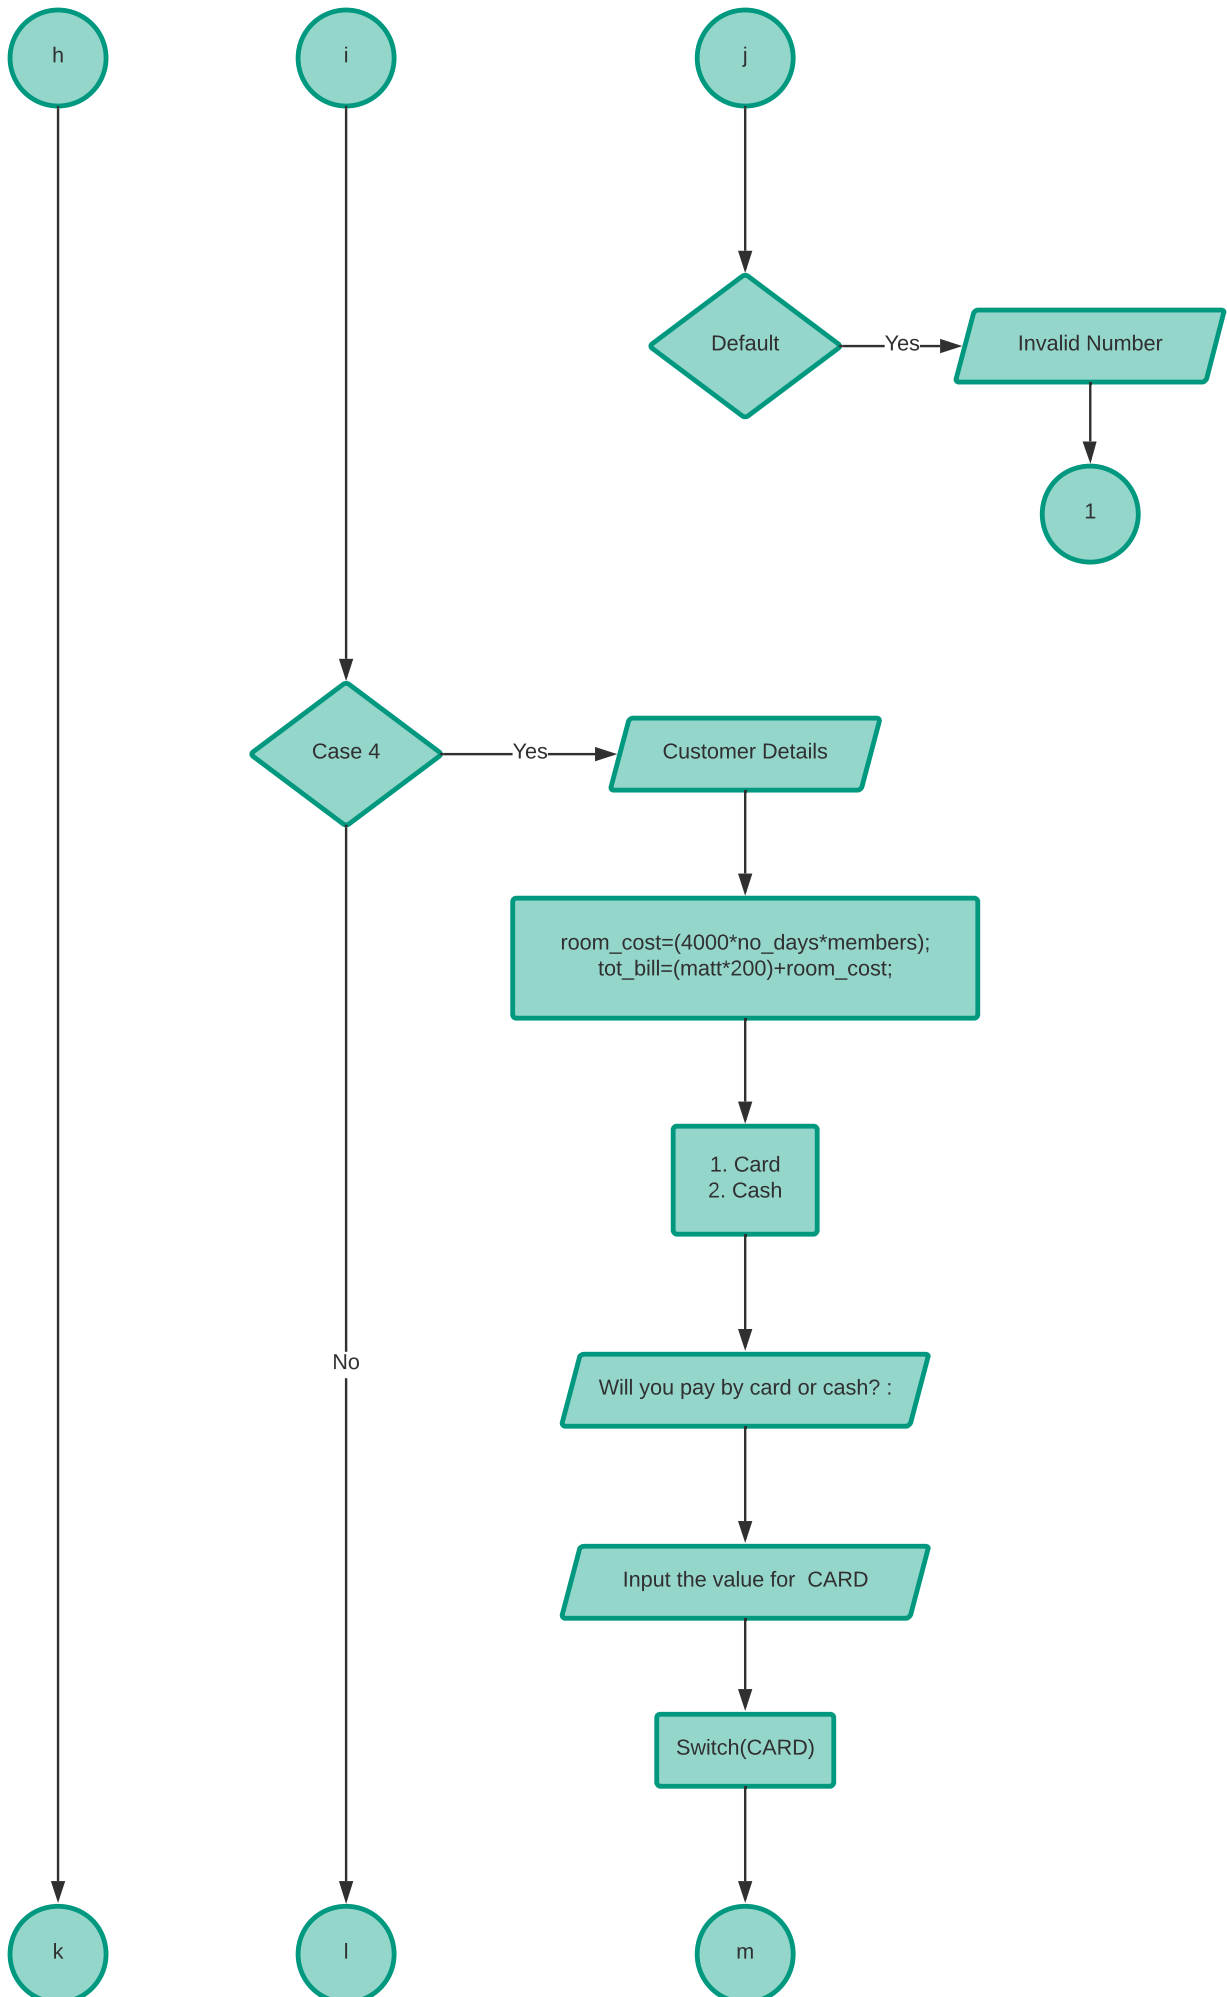 h
i
j
Default
Yes
Invalid Number
1
Case 4
Yes
Customer Details
room_cost=(4000*no_days*members);
tot_bill=(matt*200)+room_cost;
1. Card
2. Cash
No
Will you pay by card or cash? :
Input the value for  CARD
Switch(CARD)
k
l
m